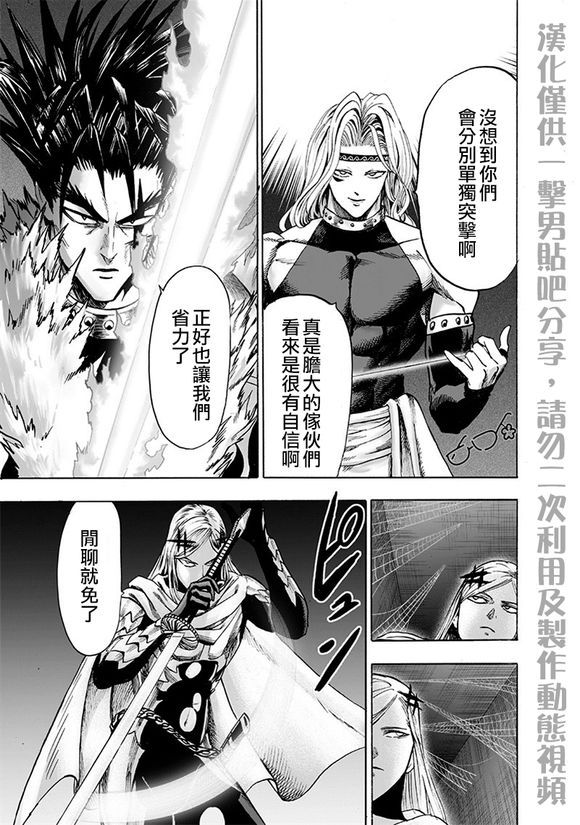 沒想到你們
會分別單獨突擊啊
真是膽大的傢伙們
看來是很有自信啊
正好也讓我們
省力了
閒聊就免了
ピュン
漢化僅供一擊男貼吧分享，請勿二次利用及製作動態視頻